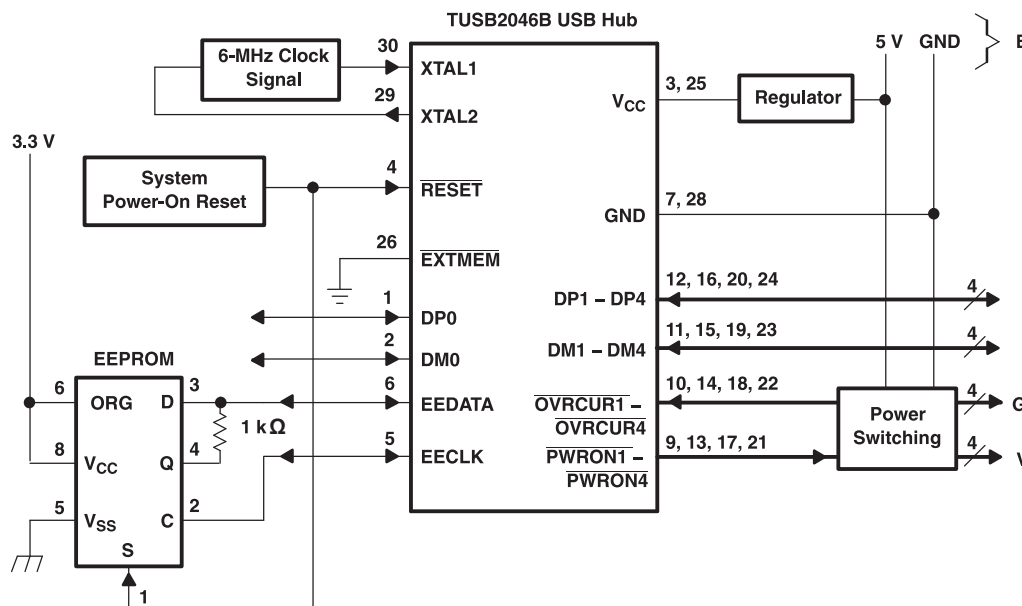 TUSB2046B USB Hub
5 V GND
6-MHz Clock
Signal
30
XTAL1
29
XTAL2
3, 25
VCC
Regulator
3.3 V
System
Power-On Reset
4
RESET
7, 28
GND
26
EXTMEM
12, 16, 20, 24
DP1 – DP4
4
1
DP0
11, 15, 19, 23
DM1 – DM4
4
2
DM0
EEPROM
6
ORG
D
3
6
EEDATA
10, 14, 18, 22
OVRCUR1 –
OVRCUR4
Power
Switching
4
G
1 kΩ
8
VCC
Q
4
5
EECLK
9, 13, 17, 21
PWRON1 –
PWRON4
4
V
5
VSS
C
2
S
1